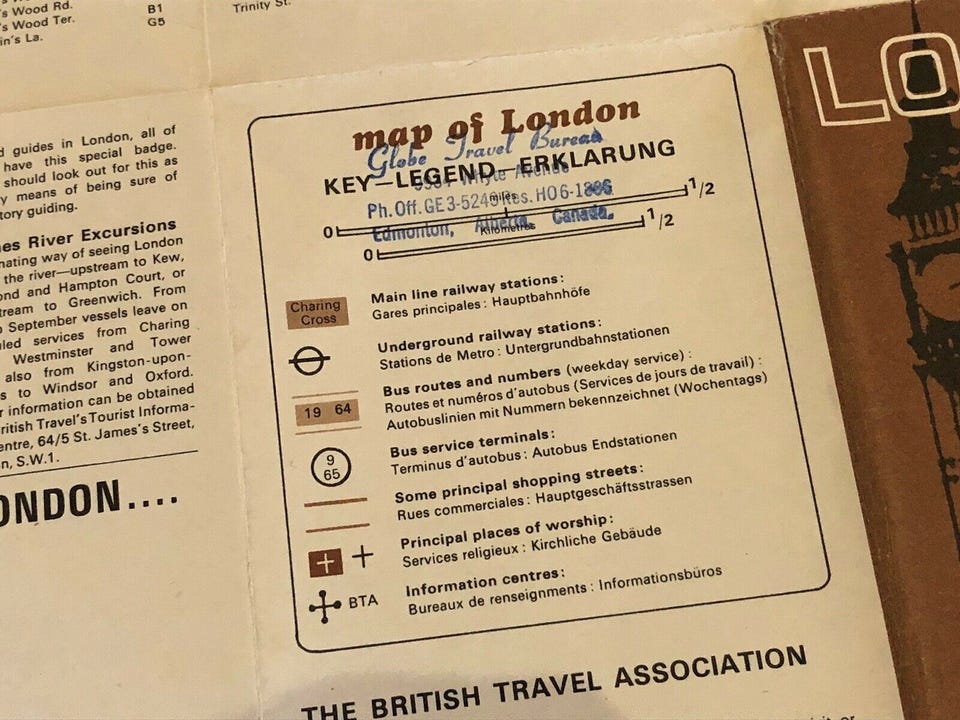 s Wood Rd.
s Wood Ter. B1
in's La. G5
Trinity St.
d guides in London, all of
have this special badge.
should look out for this as
y means of being sure of
tory guiding.
es River Excursions
nating way of seeing London
the river—upstream to Kew,
ond and Hampton Court, or
tream to Greenwich. From
September vessels leave on
uled services from Charing
Westminster and Tower
also from Kingston-upon-
s to Windsor and Oxford.
r information can be obtained
ritish Travel's Tourist Informa-
entre, 64/5 St. James's Street,
n, S.W.1.
ONDON....
map of London
Globe Travel Bureau
KEY—LEGEND—ERKLARUNG
Whyte Avenue
Ph. Off. GE 3-5245 Res. HO 6-
miles
0 1/2
Edmonton, Alberta, Canada.
Kilometres
0 1/2
Charing
Cross
Main line railway stations:
Gares principales: Hauptbahnhöfe
Underground railway stations:
Stations de Metro: Untergrundbahnstationen
19 64
Bus routes and numbers (weekday service):
Routes et numéros d'autobus (Services de jours de travail):
Autobuslinien mit Nummern bekennzeichnet (Wochentags)
9
65
Bus service terminals:
Terminus d'autobus: Autobus Endstationen
Some principal shopping streets:
Rues commerciales: Hauptgeschäftsstrassen
Principal places of worship:
Services religieux: Kirchliche Gebäude
BTA
Information centres:
Bureaux de renseignments: Informationsbüros
THE BRITISH TRAVEL ASSOCIATION
LO